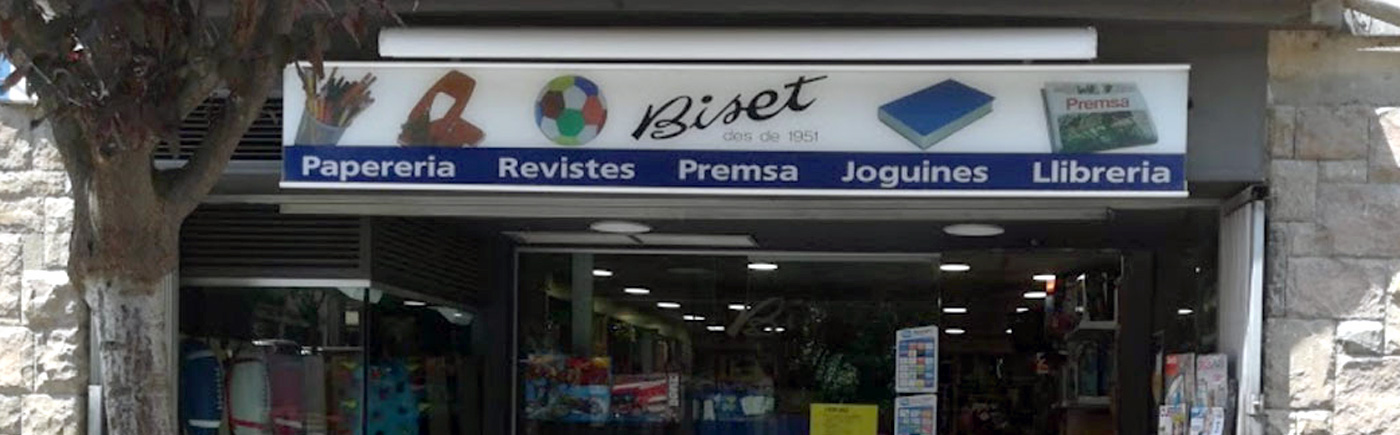 Biset
des de 1951
Premsa
Papereria Revistes Premsa Joguines Llibreria